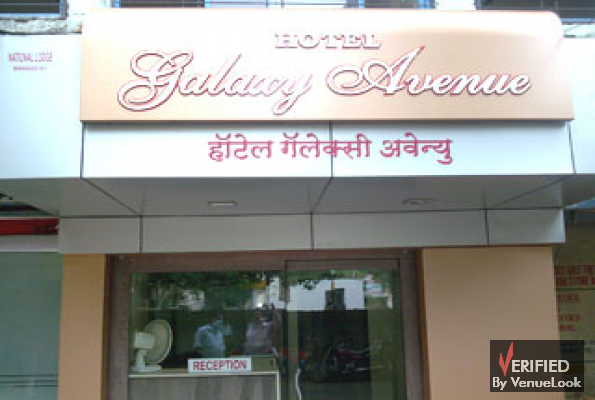 HOTEL
Galaxy Avenue
हॉटेल गॅलेक्सी अवेन्यु
NATIONAL LODGE
RECEPTION
VERIFIED
By VenueLook